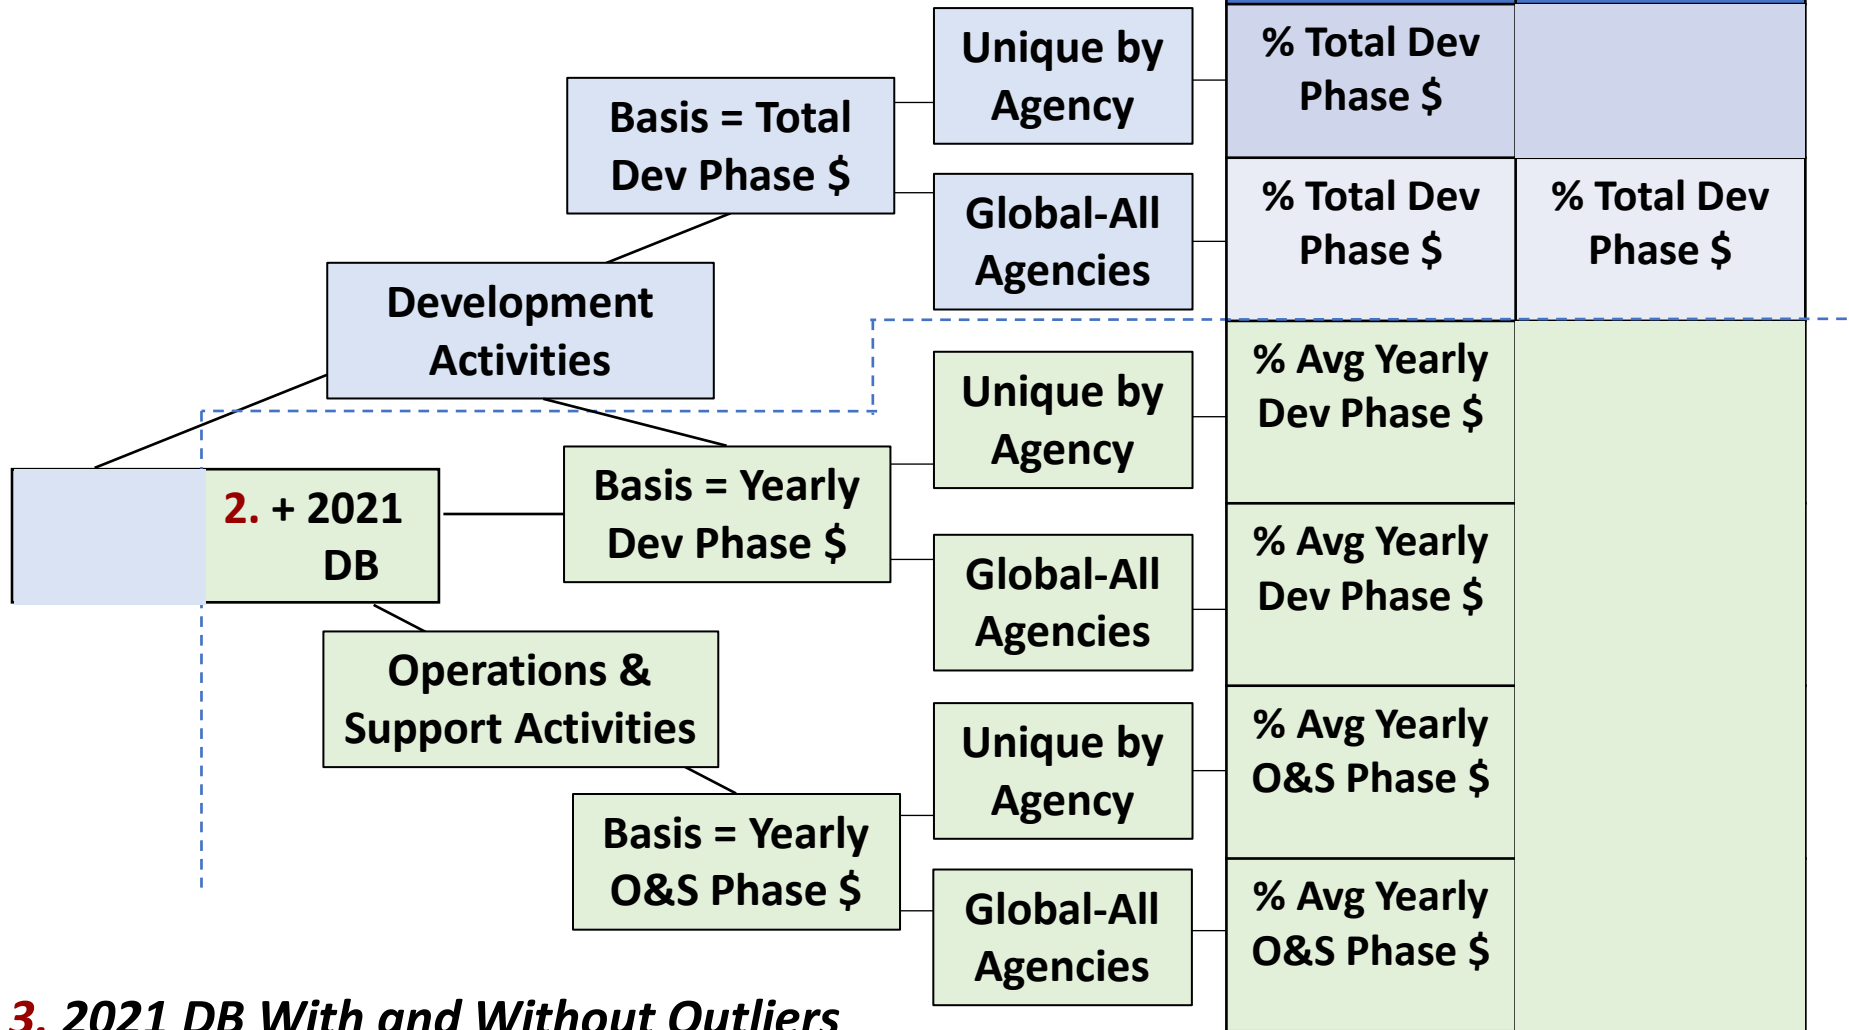 Unique by
Agency
% Total Dev
Phase $
Basis = Total
Dev Phase $
Global-All
Agencies
% Total Dev
Phase $
% Total Dev
Phase $
Development
Activities
Unique by
Agency
% Avg Yearly
Dev Phase $
2. + 2021
DB
Basis = Yearly
Dev Phase $
Global-All
Agencies
% Avg Yearly
Dev Phase $
Operations &
Support Activities
Unique by
Agency
% Avg Yearly
O&S Phase $
Basis = Yearly
O&S Phase $
Global-All
Agencies
% Avg Yearly
O&S Phase $
3. 2021 DB With and Without Outliers